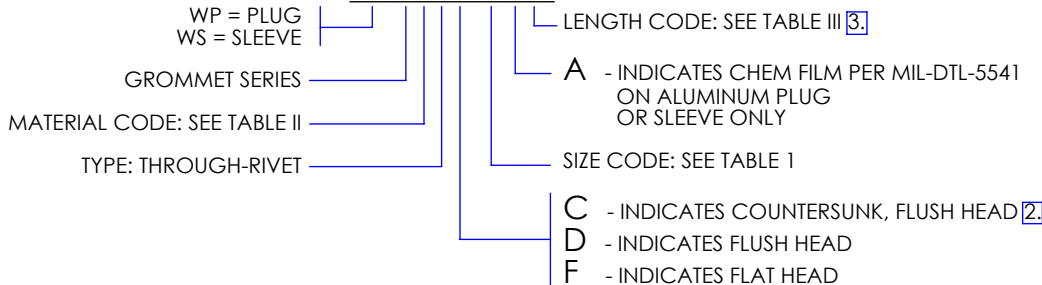 WP = PLUG
WS = SLEEVE
GROMMET SERIES
MATERIAL CODE: SEE TABLE II
TYPE: THROUGH-RIVET
LENGTH CODE: SEE TABLE III 3.
A - INDICATES CHEM FILM PER MIL-DTL-5541
ON ALUMINUM PLUG
OR SLEEVE ONLY
SIZE CODE: SEE TABLE 1
C - INDICATES COUNTERSUNK, FLUSH HEAD 2.
D - INDICATES FLUSH HEAD
F - INDICATES FLAT HEAD